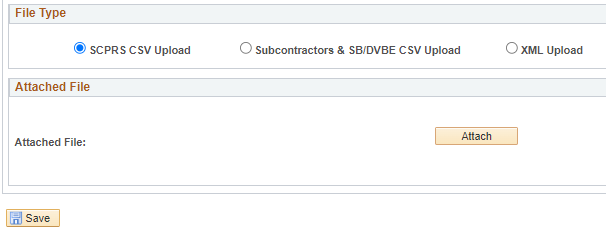 File Type
SCPRS CSV Upload Subcontractors & SB/DVBE CSV Upload XML Upload
Attached File
Attached File: Attach
Save